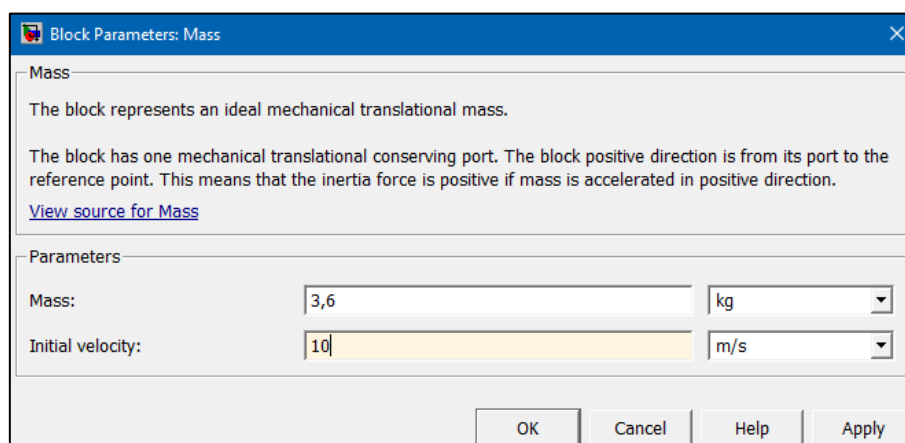 Block Parameters: Mass
Mass
The block represents an ideal mechanical translational mass.
The block has one mechanical translational conserving port. The block positive direction is from its port to the
reference point. This means that the inertia force is positive if mass is accelerated in positive direction.
View source for Mass
Parameters
Mass: 3,6 kg
Initial velocity: 10 m/s
OK Cancel Help Apply